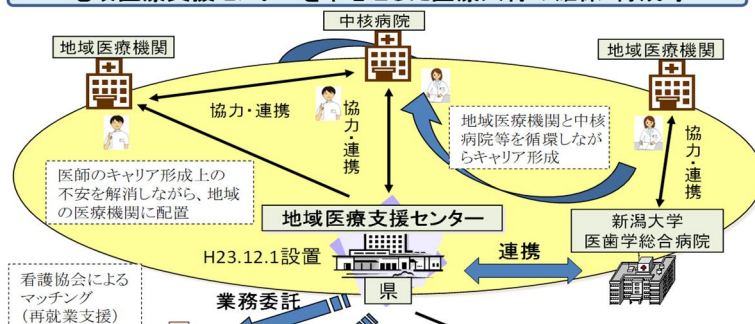 中核病院
地域医療機関
地域医療機関
協力・連携
協力・連携
協力・連携
地域医療機関と中核
病院等を循環しなが
らキャリア形成
医師のキャリア形成上の
不安を解消しながら、地域
の医療機関に配置
地域医療支援センター
H23.12.1設置
県
連携
新潟大学
医歯学総合病院
看護協会による
マッチング
(再就業支援)
業務委託